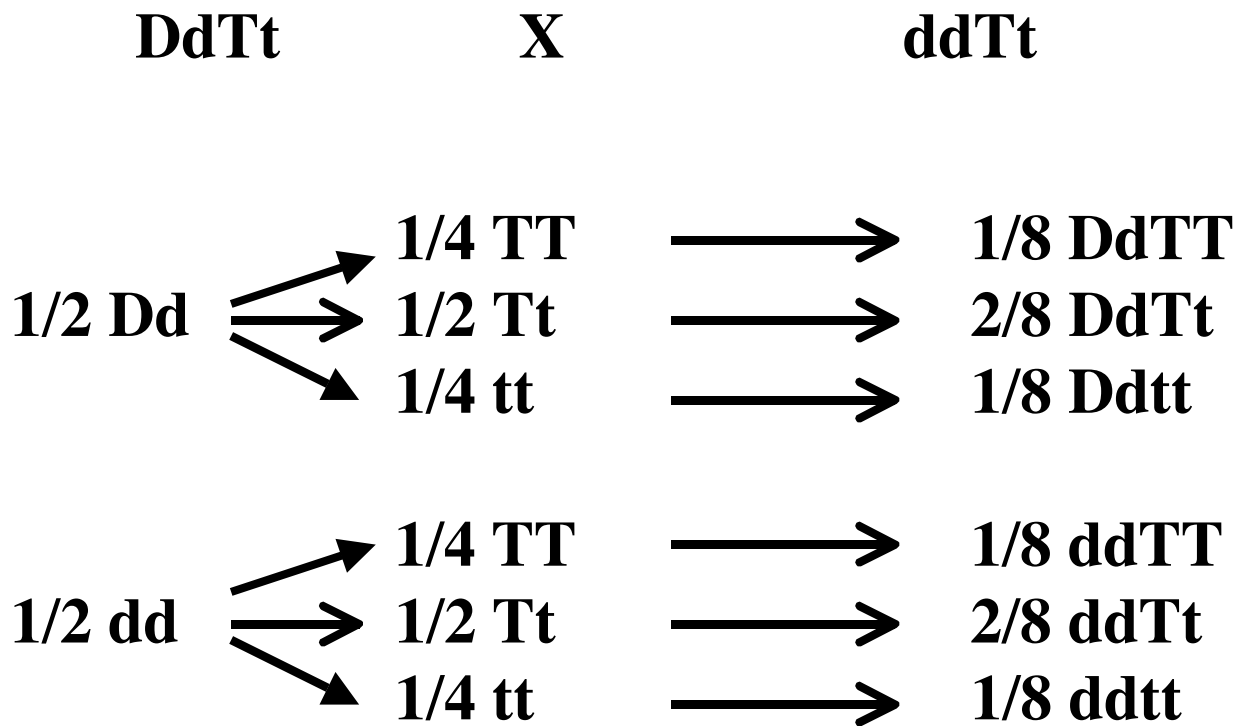 DdTt X ddTt
1/4 TT 1/8 DdTT
1/2 Dd 1/2 Tt 2/8 DdTt
1/4 tt 1/8 Ddtt
1/4 TT 1/8 ddTT
1/2 dd 1/2 Tt 2/8 ddTt
1/4 tt 1/8 ddtt